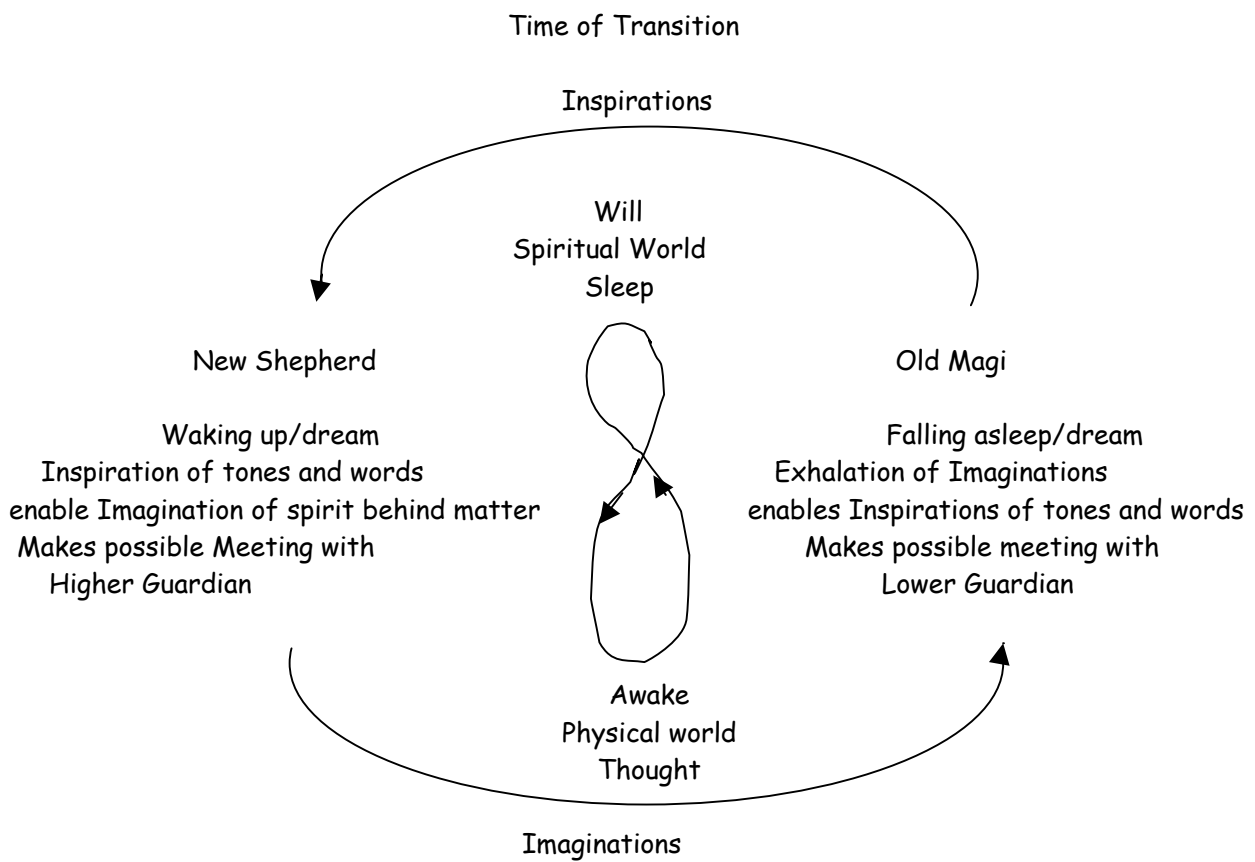 Time of Transition
Inspirations
Will
Spiritual World
Sleep
New Shepherd
Waking up/dream
Inspiration of tones and words
enable Imagination of spirit behind matter
Makes possible Meeting with
Higher Guardian
Old Magi
Falling asleep/dream
Exhalation of Imaginations
enables Inspirations of tones and words
Makes possible meeting with
Lower Guardian
Awake
Physical world
Thought
Imaginations